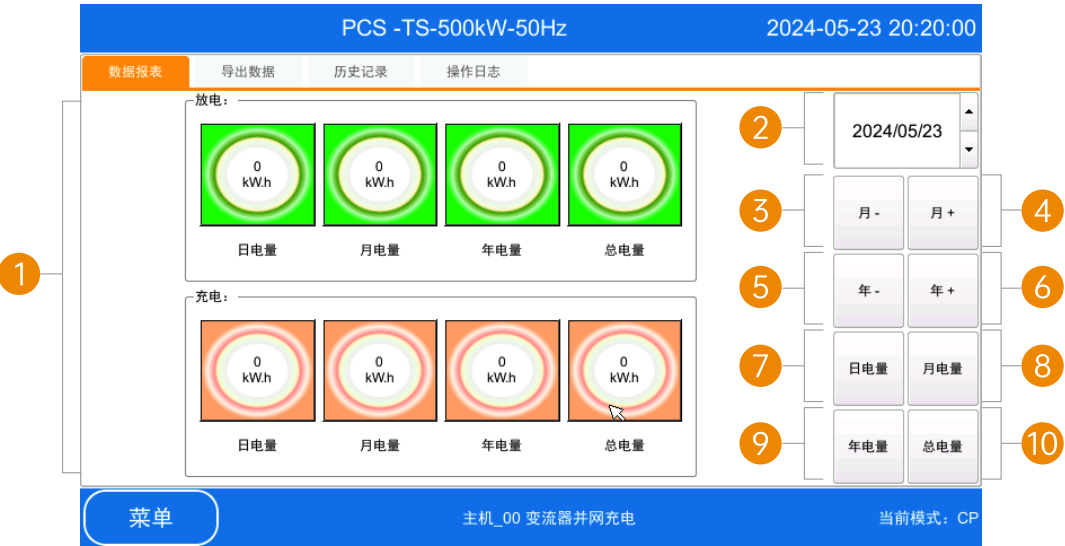 PCS -TS-500kW-50Hz 2024-05-23 20:20:00
数据报表 导出数据 历史记录 操作日志
1
放电：
0 kW.h
0 kW.h
0 kW.h
0 kW.h
日电量 月电量 年电量 总电量
充电：
0 kW.h
0 kW.h
0 kW.h
0 kW.h
日电量 月电量 年电量 总电量
2 2024/05/23
3 月 - 月 + 4
5 年 - 年 + 6
7 日电量 月电量 8
9 年电量 总电量 10
菜单 主机_00 变流器并网充电 当前模式：CP